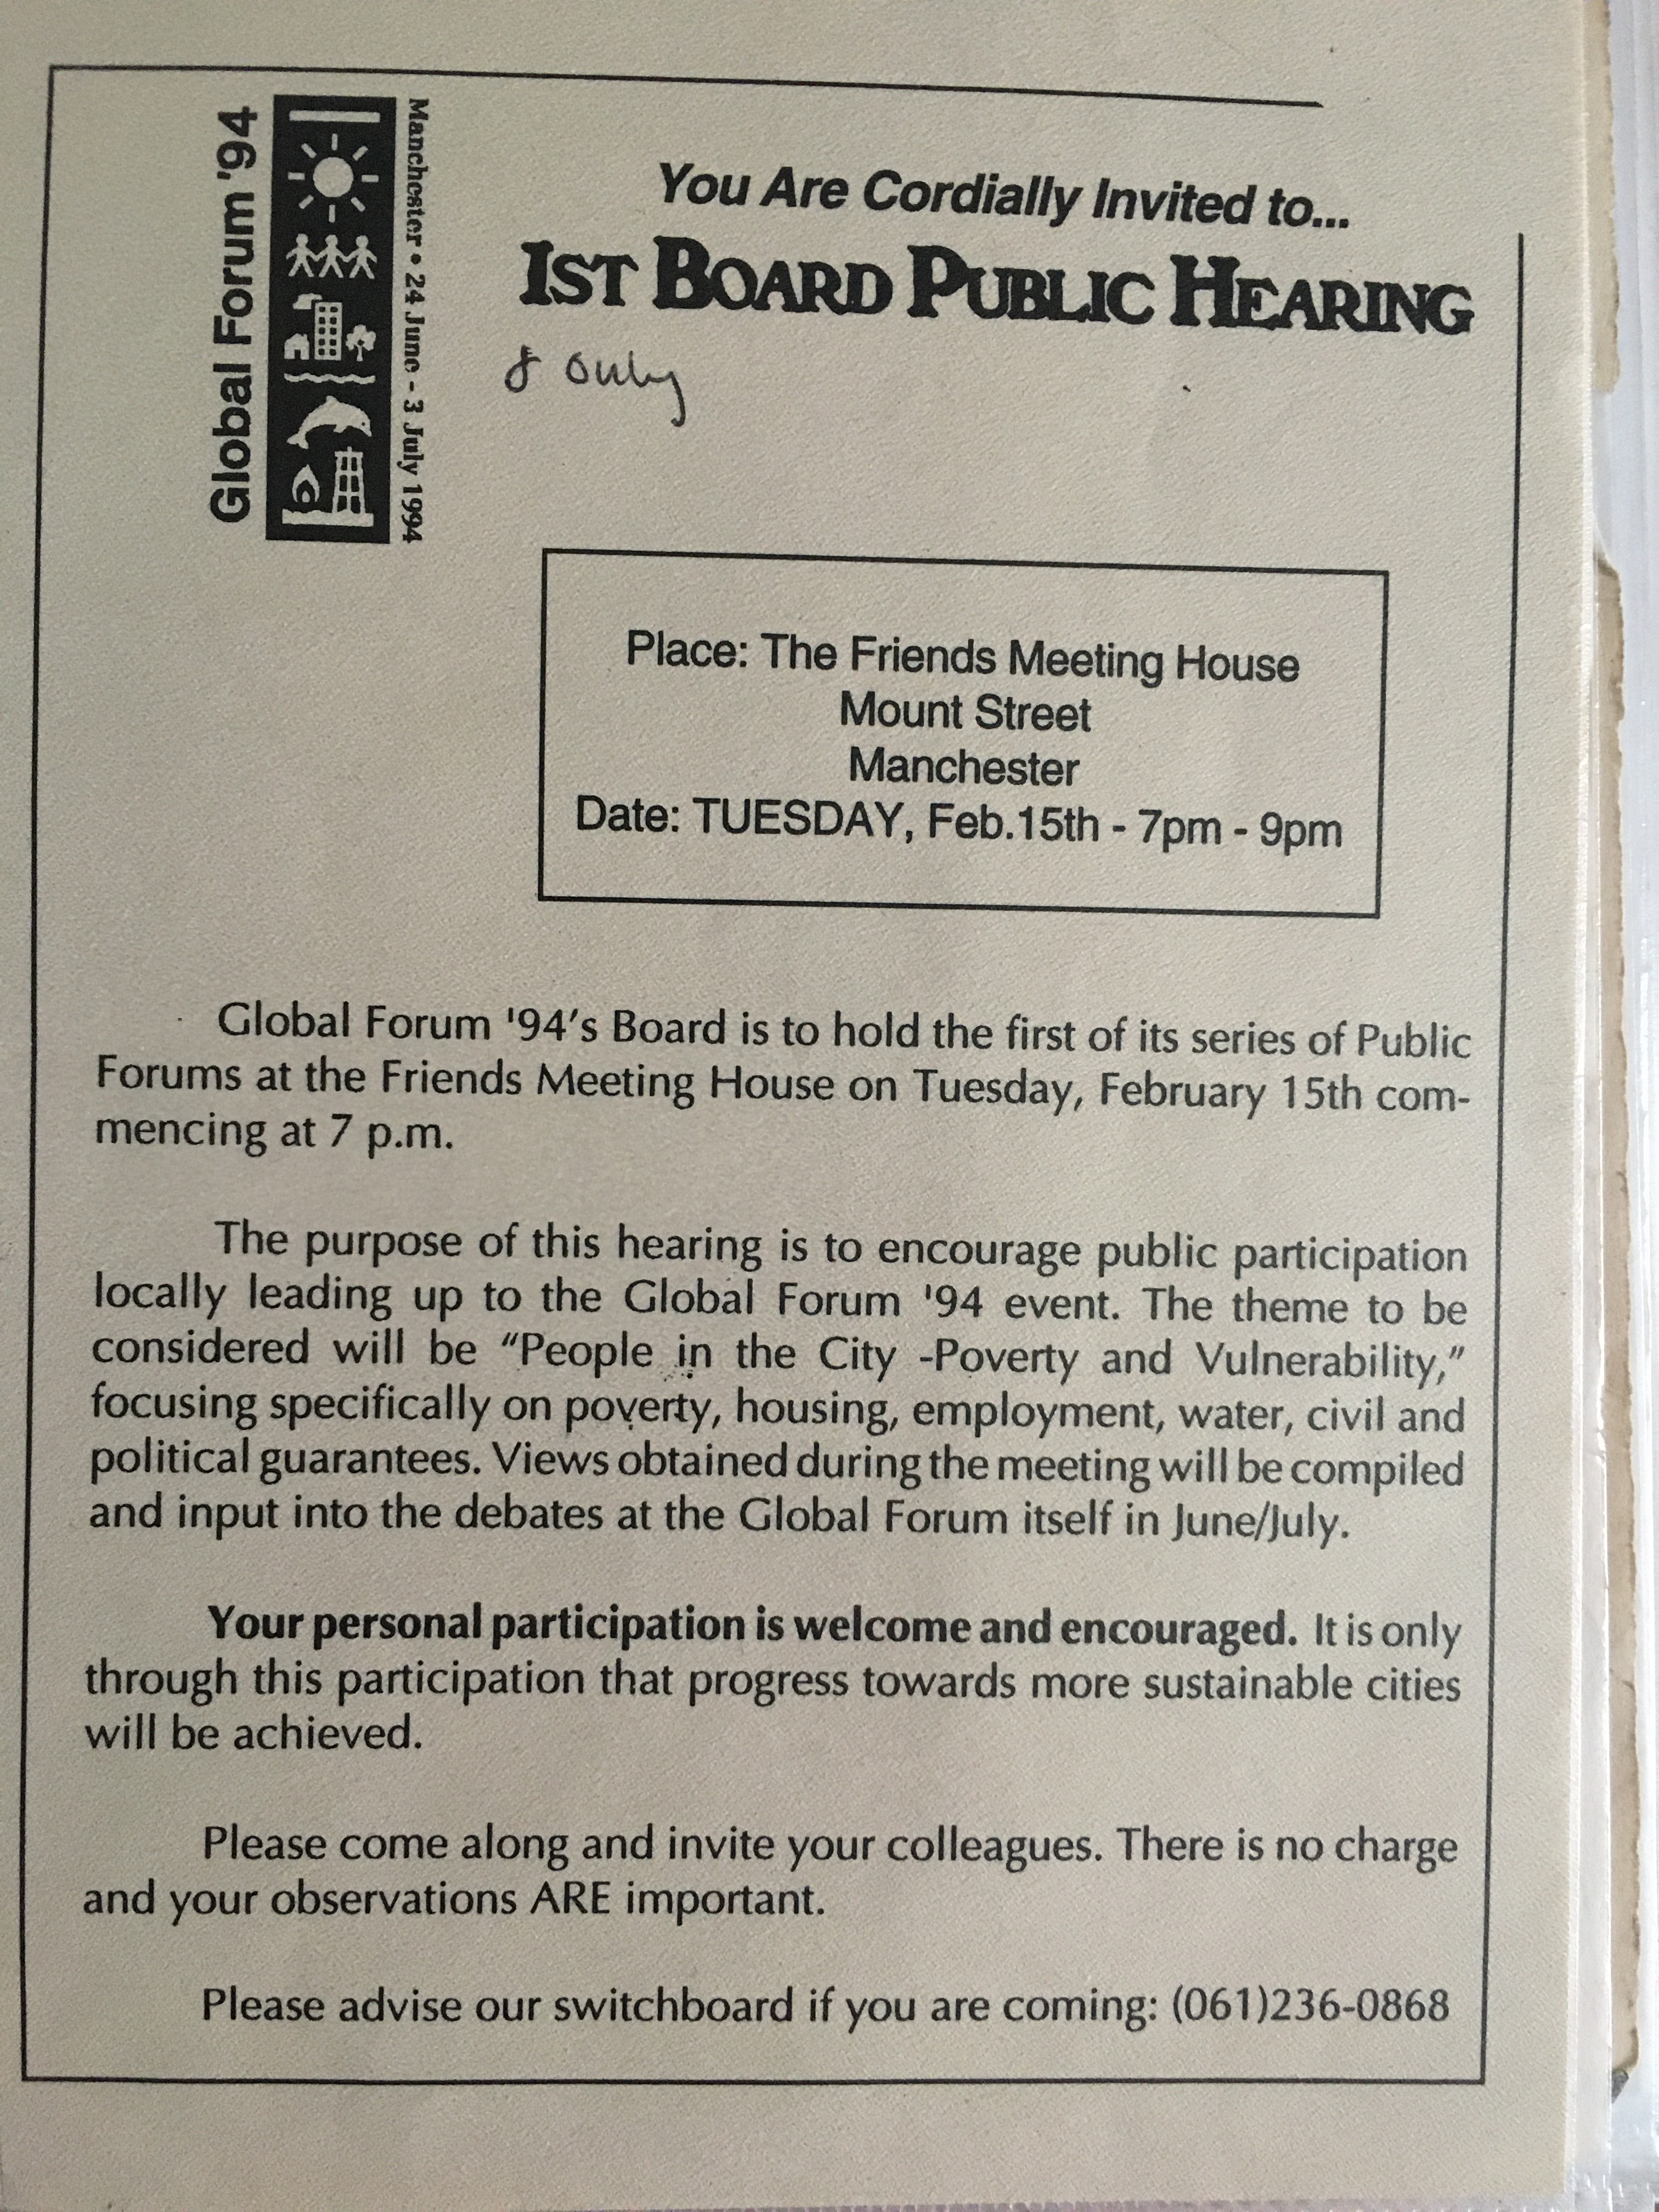 Global Forum '94
Manchester • 24 June - 3 July 1994
You Are Cordially Invited to...
1ST BOARD PUBLIC HEARING
& only
Place: The Friends Meeting House
Mount Street
Manchester
Date: TUESDAY, Feb.15th - 7pm - 9pm
Global Forum '94's Board is to hold the first of its series of Public
Forums at the Friends Meeting House on Tuesday, February 15th com-
mencing at 7 p.m.
The purpose of this hearing is to encourage public participation
locally leading up to the Global Forum '94 event. The theme to be
considered will be “People in the City -Poverty and Vulnerability,”
focusing specifically on poverty, housing, employment, water, civil and
political guarantees. Views obtained during the meeting will be compiled
and input into the debates at the Global Forum itself in June/July.
Your personal participation is welcome and encouraged. It is only
through this participation that progress towards more sustainable cities
will be achieved.
Please come along and invite your colleagues. There is no charge
and your observations ARE important.
Please advise our switchboard if you are coming: (061)236-0868